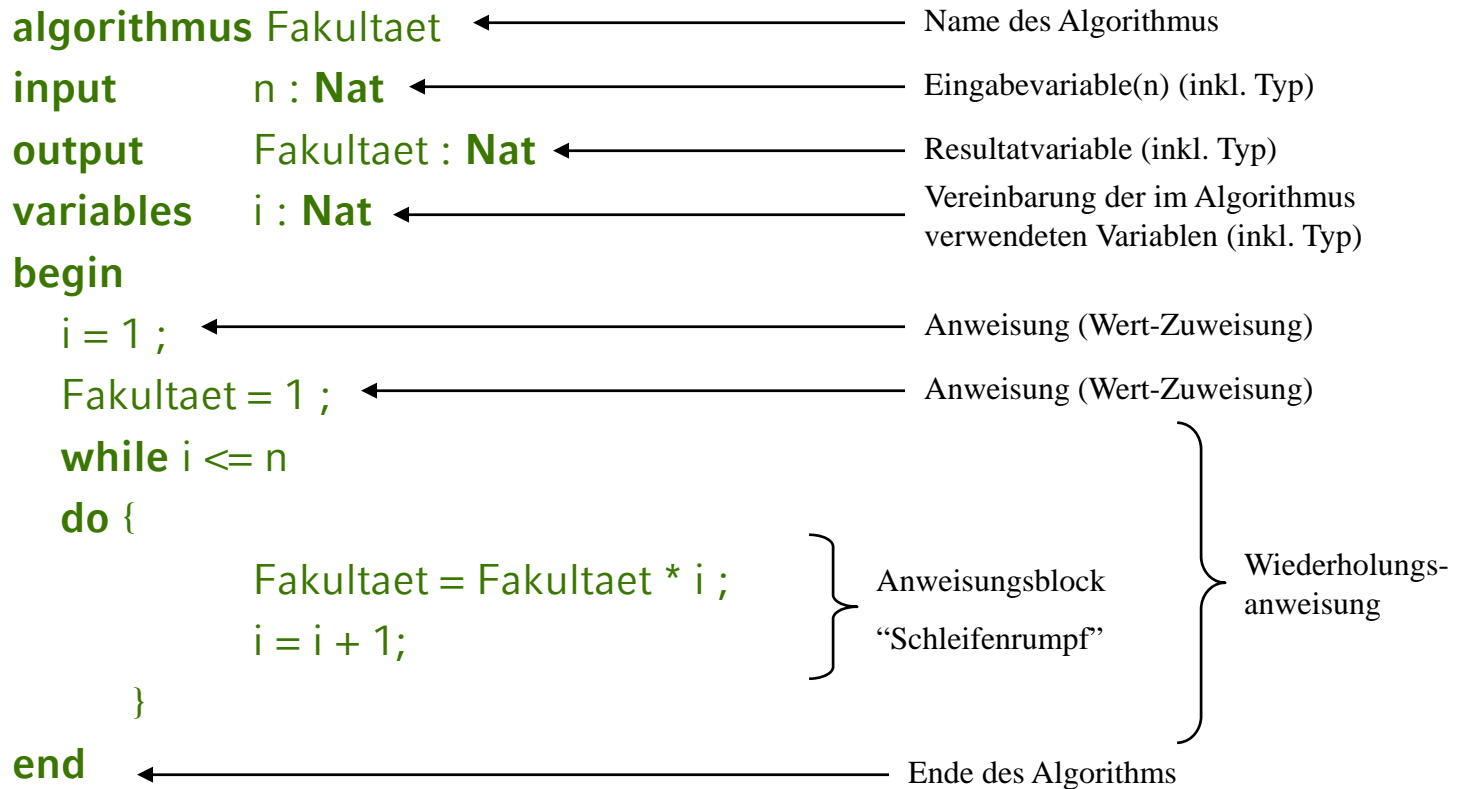 algorithmus Fakultaet Name des Algorithmus
input n : Nat Eingabevariable(n) (inkl. Typ)
output Fakultaet : Nat Resultatvariable (inkl. Typ)
variables i : Nat Vereinbarung der im Algorithmus
verwendeten Variablen (inkl. Typ)
begin
i = 1 ; Anweisung (Wert-Zuweisung)
Fakultaet = 1 ; Anweisung (Wert-Zuweisung)
while i <= n
do {
Fakultaet = Fakultaet * i ; Anweisungsblock
i = i + 1; “Schleifenrumpf”
Wiederholungs-
anweisung
}
end Ende des Algorithms